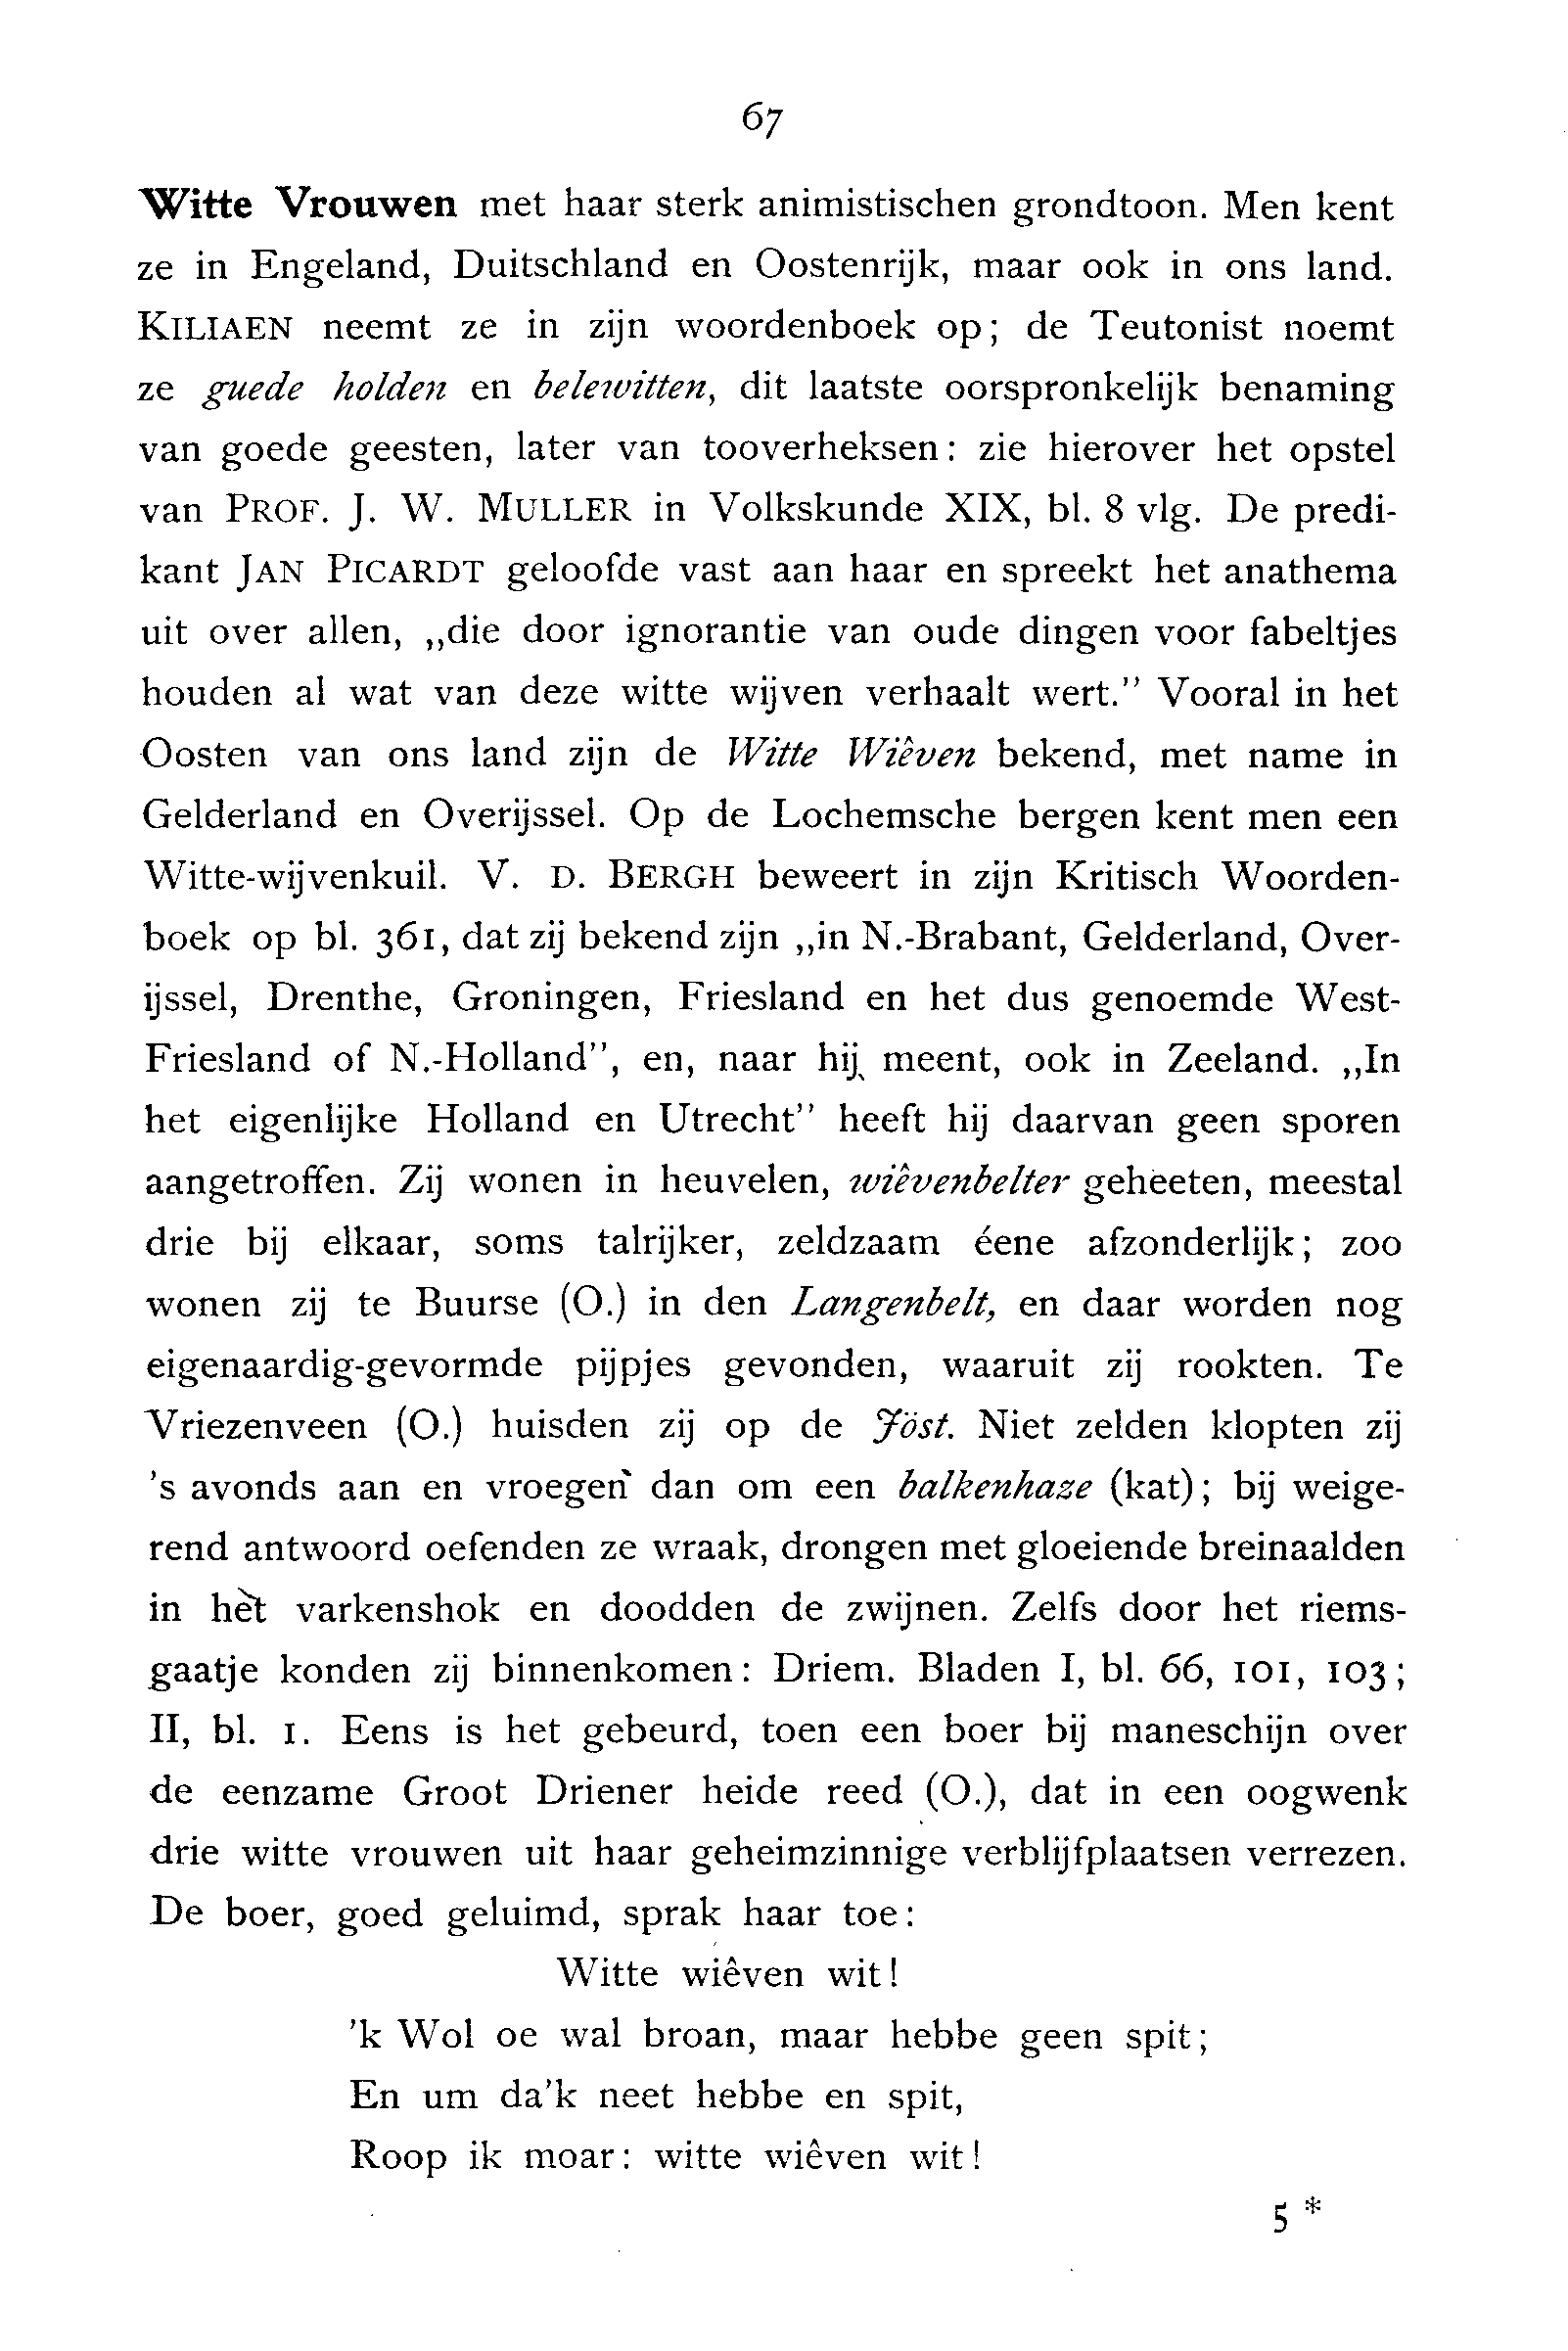 67
Witte Vrouwen met haar sterk animistischen grondtoon. Men kent
ze in Engeland, Duitschland en Oostenrijk, maar ook in ons land.
KILIAEN neemt ze in zijn woordenboek op; de Teutonist noemt
ze guede holden en belewitten, dit laatste oorspronkelijk benaming
van goede geesten, later van tooverheksen: zie hierover het opstel
van PROF. J. W. MULLER in Volkskunde XIX, bl. 8 vlg. De predi-
kant JAN PICARDT geloofde vast aan haar en spreekt het anathema
uit over allen, „die door ignorantie van oude dingen voor fabeltjes
houden al wat van deze witte wijven verhaalt wert.” Vooral in het
Oosten van ons land zijn de Witte Wiêven bekend, met name in
Gelderland en Overijssel. Op de Lochemsche bergen kent men een
Witte-wijvenkuil. V. D. BERGH beweert in zijn Kritisch Woorden-
boek op bl. 361, dat zij bekend zijn „in N.-Brabant, Gelderland, Over-
ijssel, Drenthe, Groningen, Friesland en het dus genoemde West-
Friesland of N.-Holland”, en, naar hij meent, ook in Zeeland. „In
het eigenlijke Holland en Utrecht” heeft hij daarvan geen sporen
aangetroffen. Zij wonen in heuvelen, wiêvenbelter geheeten, meestal
drie bij elkaar, soms talrijker, zeldzaam éene afzonderlijk; zoo
wonen zij te Buurse (O.) in den Langenbelt, en daar worden nog
eigenaardig-gevormde pijpjes gevonden, waaruit zij rookten. Te
Vriezenveen (O.) huisden zij op de Jöst. Niet zelden klopten zij
's avonds aan en vroegen dan om een balkenhaze (kat); bij weige-
rend antwoord oefenden ze wraak, drongen met gloeiende breinaalden
in het varkenshok en doodden de zwijnen. Zelfs door het riems-
gaatje konden zij binnenkomen: Driem. Bladen I, bl. 66, 101, 103;
II, bl. 1. Eens is het gebeurd, toen een boer bij maneschijn over
de eenzame Groot Driener heide reed (O.), dat in een oogwenk
drie witte vrouwen uit haar geheimzinnige verblijfplaatsen verrezen.
De boer, goed geluimd, sprak haar toe:
Witte wiêven wit!
'k Wol oe wal broan, maar hebbe geen spit;
En um da'k neet hebbe en spit,
Roop ik moar: witte wiêven wit!
5 *